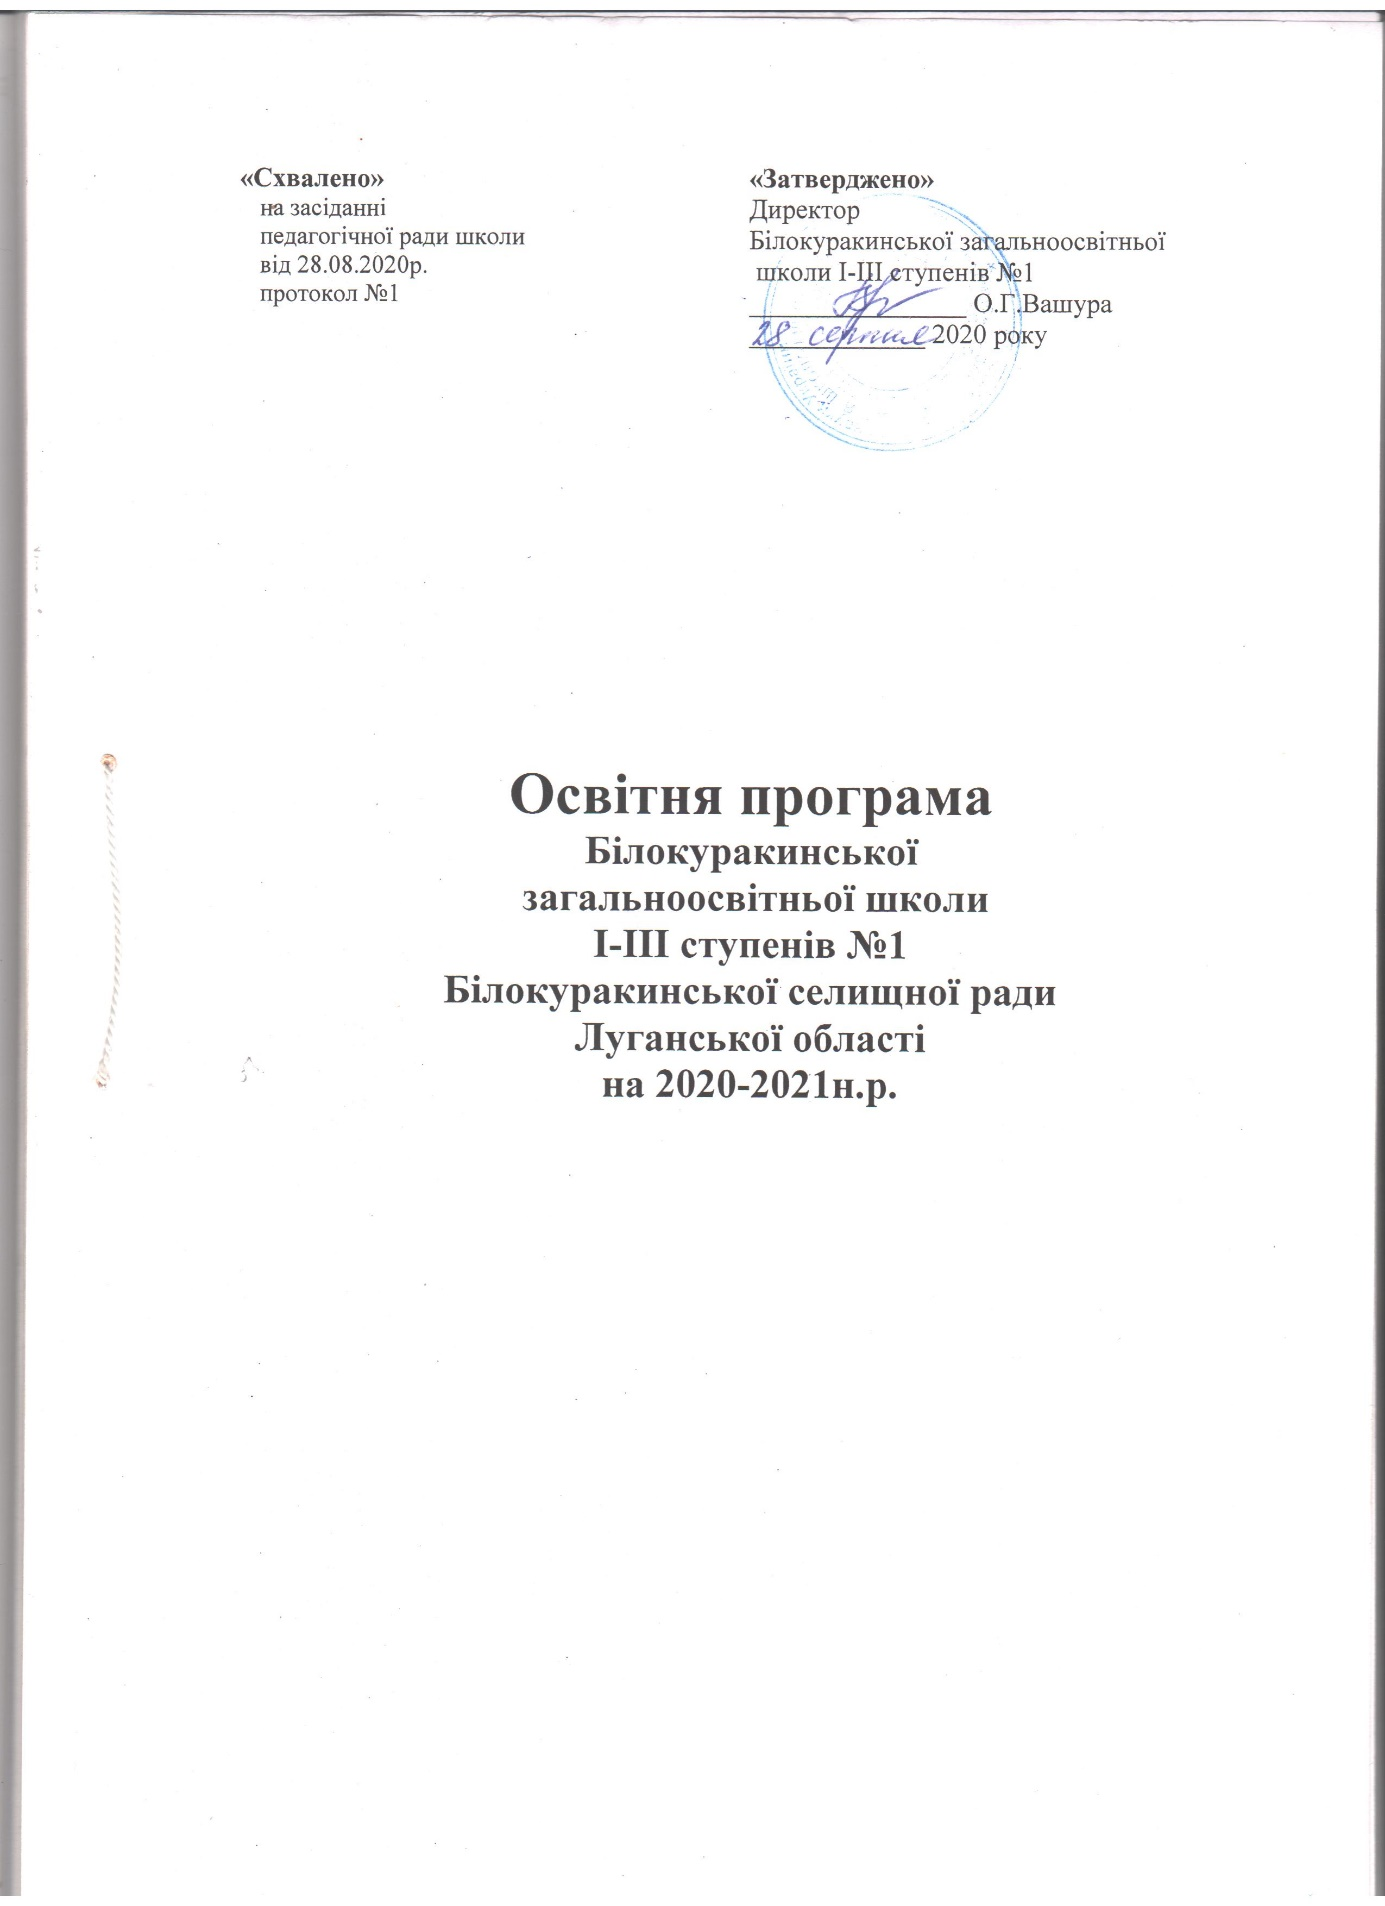 «Схвалено»
на засіданні
педагогічної ради школи
від 28.08.2020р.
протокол №1
«Затверджено»
Директор
Білокуракинської загальноосвітньої
школи І-ІІІ ступенів №1
О.Г.Вашура
28 серпня 2020 року
Освітня програма
Білокуракинської
загальноосвітньої школи
І-ІІІ ступенів №1
Білокуракинської селищної ради
Луганської області
на 2020-2021н.р.